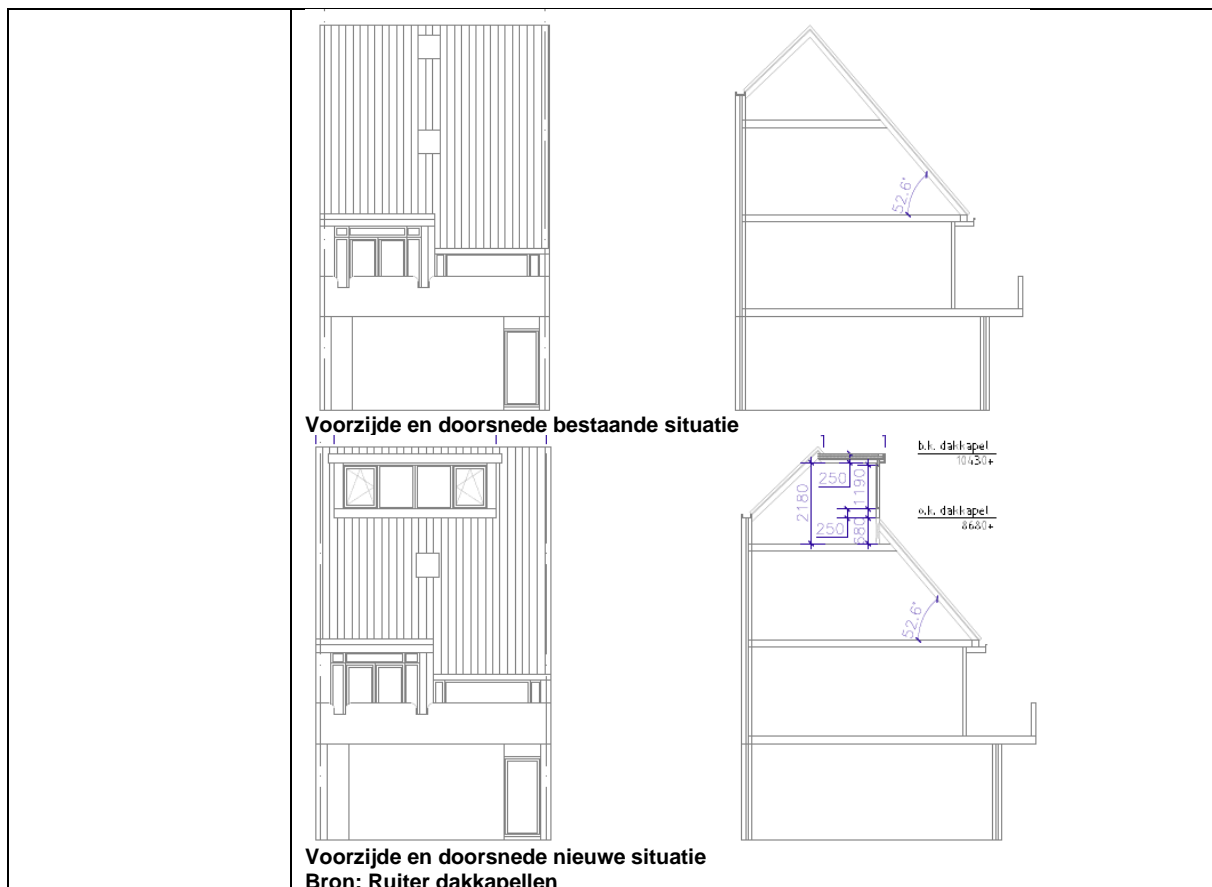 52.6°
Voorzijde en doorsnede bestaande situatie
b.k. dakkapel
10430+
250
1190
2180
o.k. dakkapel
8680+
250
680
52.6°
Voorzijde en doorsnede nieuwe situatie
Bron: Ruiter dakkapellen